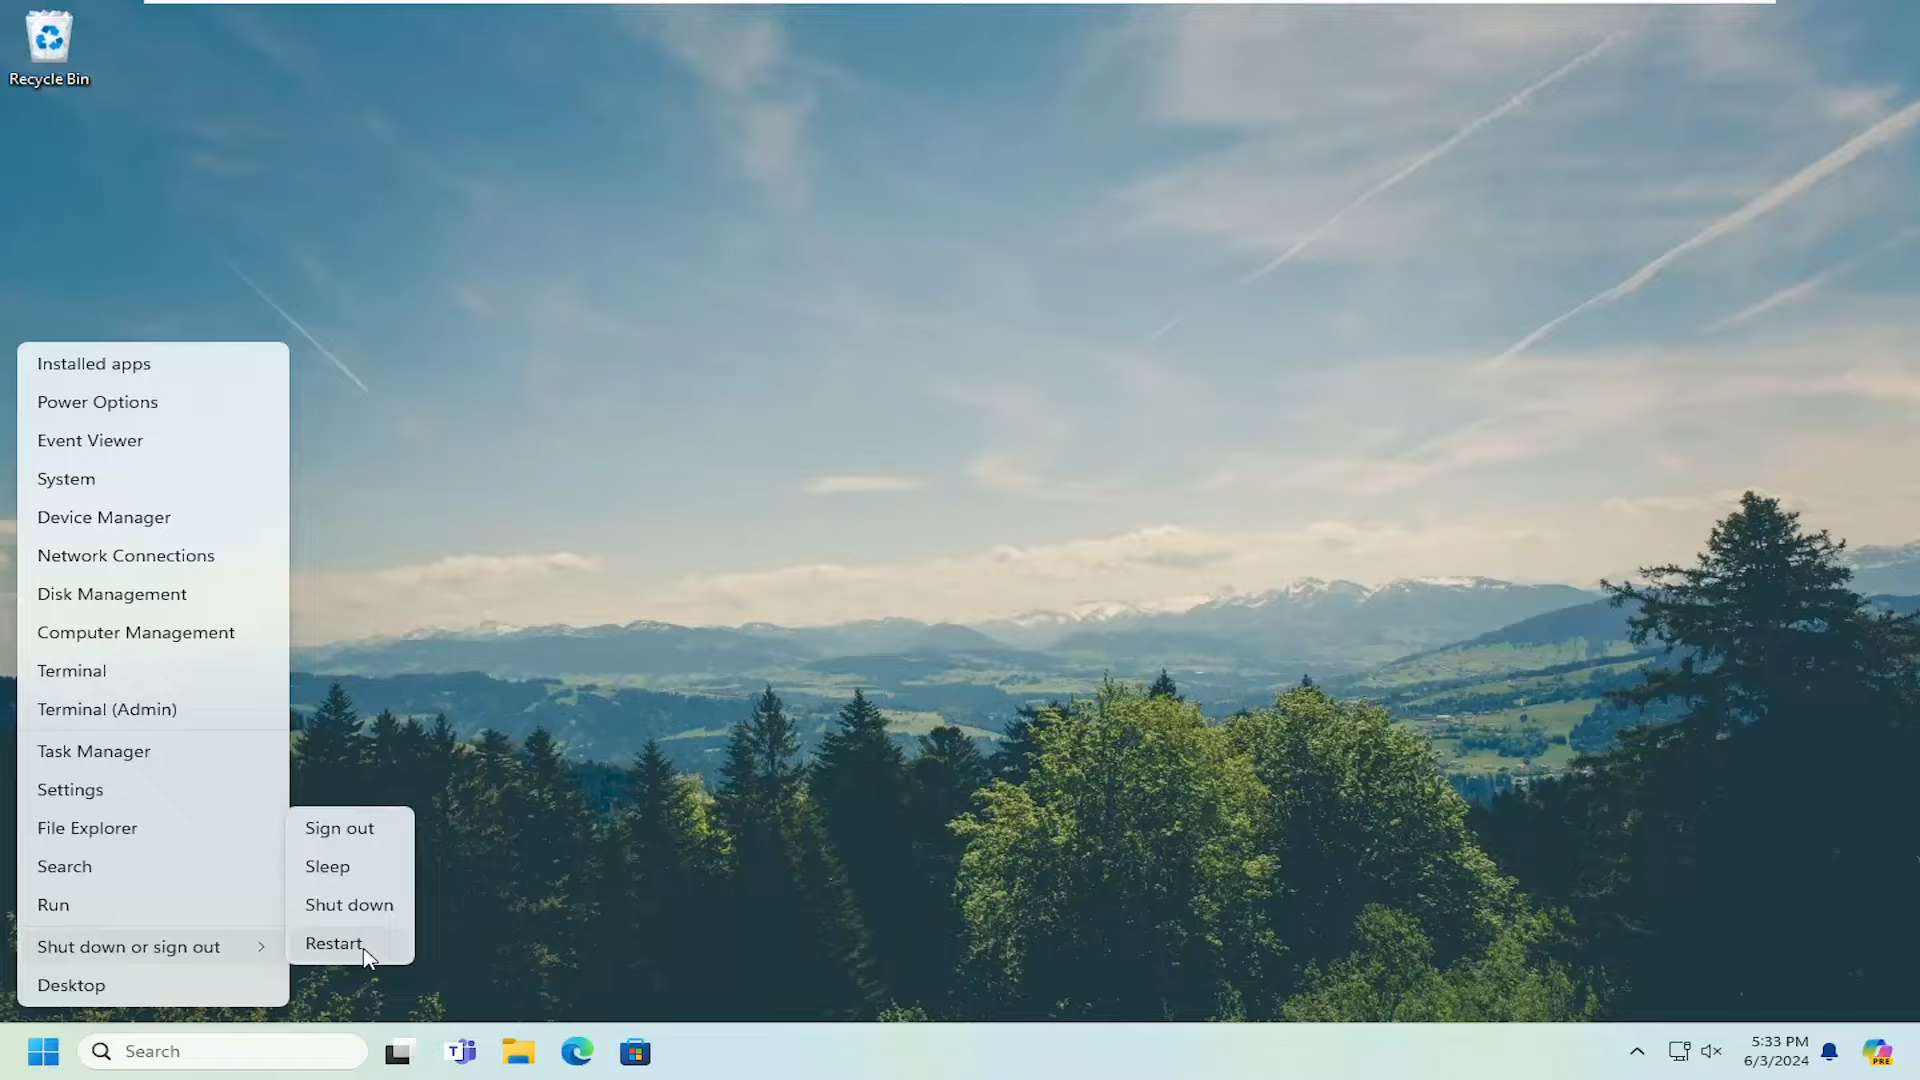 Recycle Bin
Installed apps
Power Options
Event Viewer
System
Device Manager
Network Connections
Disk Management
Computer Management
Terminal
Terminal (Admin)
Task Manager
Settings
File Explorer
Search
Run
Shut down or sign out
Desktop
Sign out
Sleep
Shut down
Restart
Search
T
5:33 PM
6/3/2024
PRE